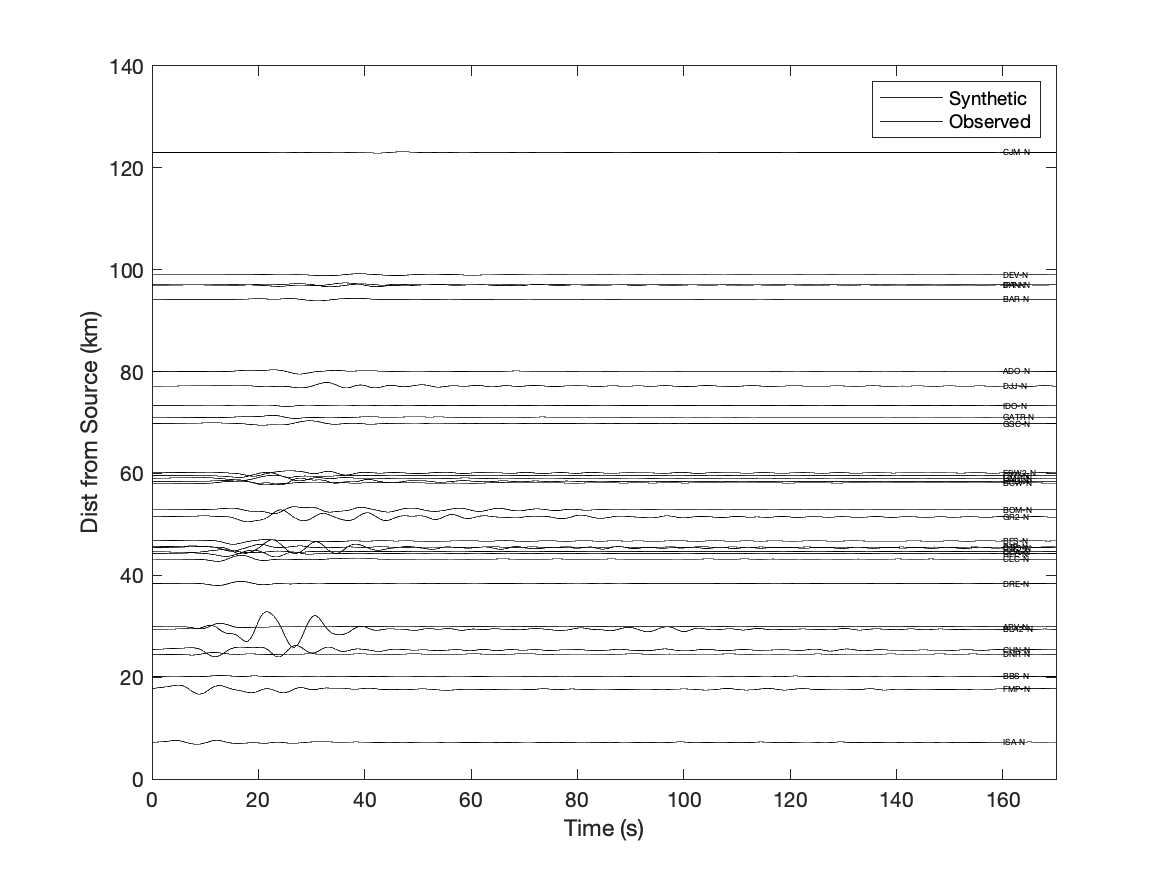 140
120
100
80
60
40
20
0
0 20 40 60 80 100 120 140 160
Time (s)
Dist from Source (km)
Synthetic
Observed
CJM-N
DEV-N
BAR-N
ADO-N
DJJ-N
IDO-N
GATR-N
GSC-N
BOM-N
GR2-N
BFS-N
CLC-N
DRE-N
CHN-N
BBS-N
FMP-N
ISA-N